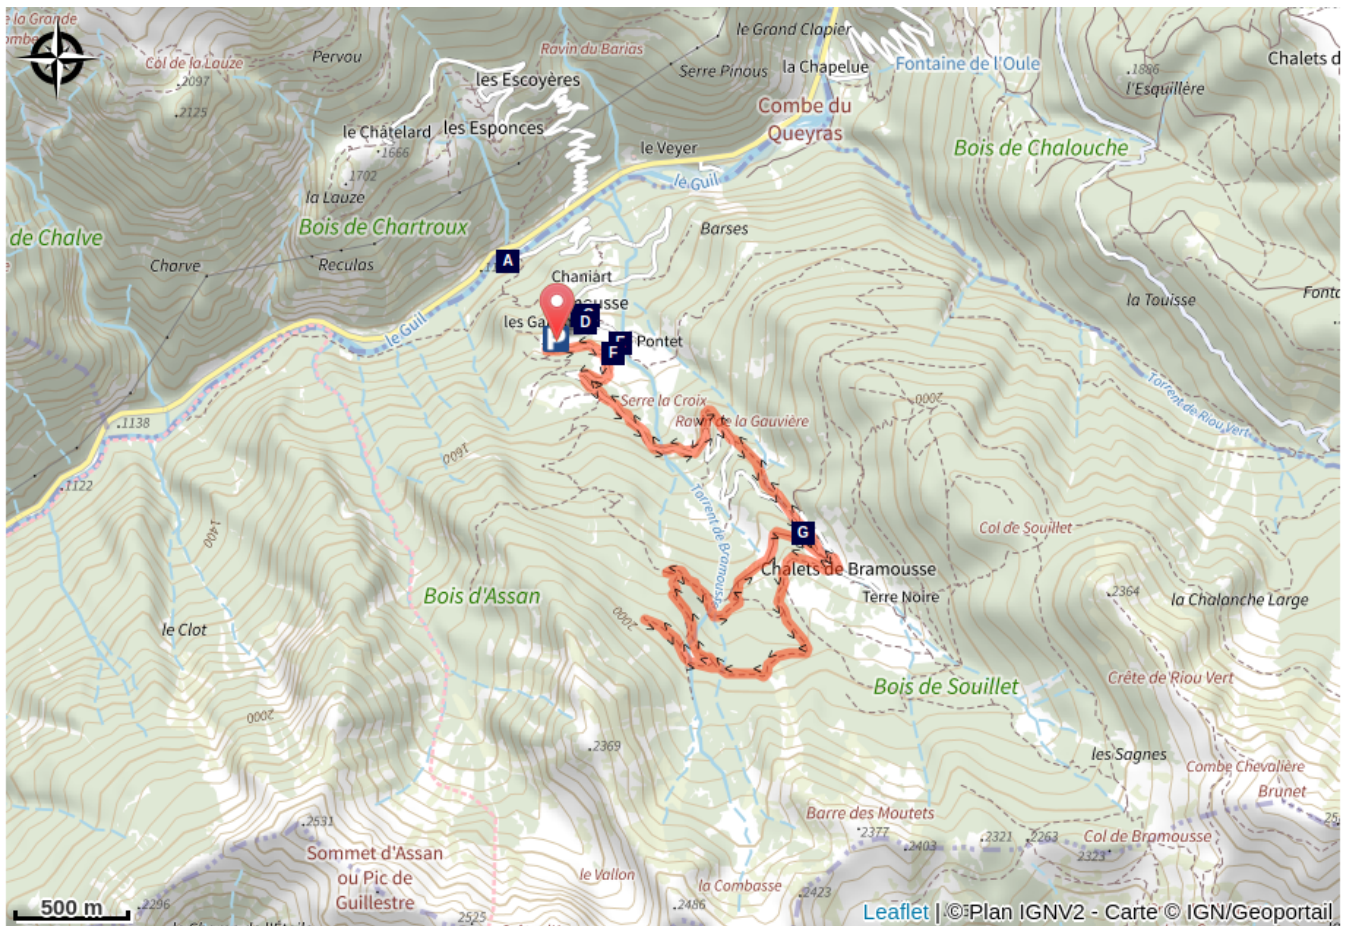 e la Grande
ombe
Col de la Lauze
2097
2125
Pervou
Ravin du Barias
le Grand Clapier
Serre Pinous
la Chapelue
Fontaine de l'Oule
1886
l'Esquillère
Chalets d
les Escoyères
le Châtelard
les Esponces
1666
1702
la Lauze
Combe du
Queyras
le Veyer
le Guil
Bois de Chalouche
de Chalve
Bois de Chartroux
Barses
Charve
Reculas
A
Chaniart
la Touisse
Fonta
ousse
les Ga
D
P
E
Pontet
F
le Guil
Torrent de Riou Vert
2000
Serre la Croix
Ravin de la Gauvière
1138
1600
1122
1400
Torrent de Bramousse
Col de Souillet
G
Chalets de Bramousse
Terre Noire
Bois d'Assan
2364
la Chalanche Large
2000
le Clot
Crête de Riou Vert
Bois de Souillet
2000
2369
les Sagnes
Combe Chevalière
Brunet
Barre des Moutets
2377
2403
2321
2263
2323
Col de Bramousse
2531
Sommet d'Assan
ou Pic de
Guillestre
le Vallon
la Combasse
2423
2486
2296
2525
500 m
Leaflet | © Plan IGNV2 - Carte © IGN/Geoportail